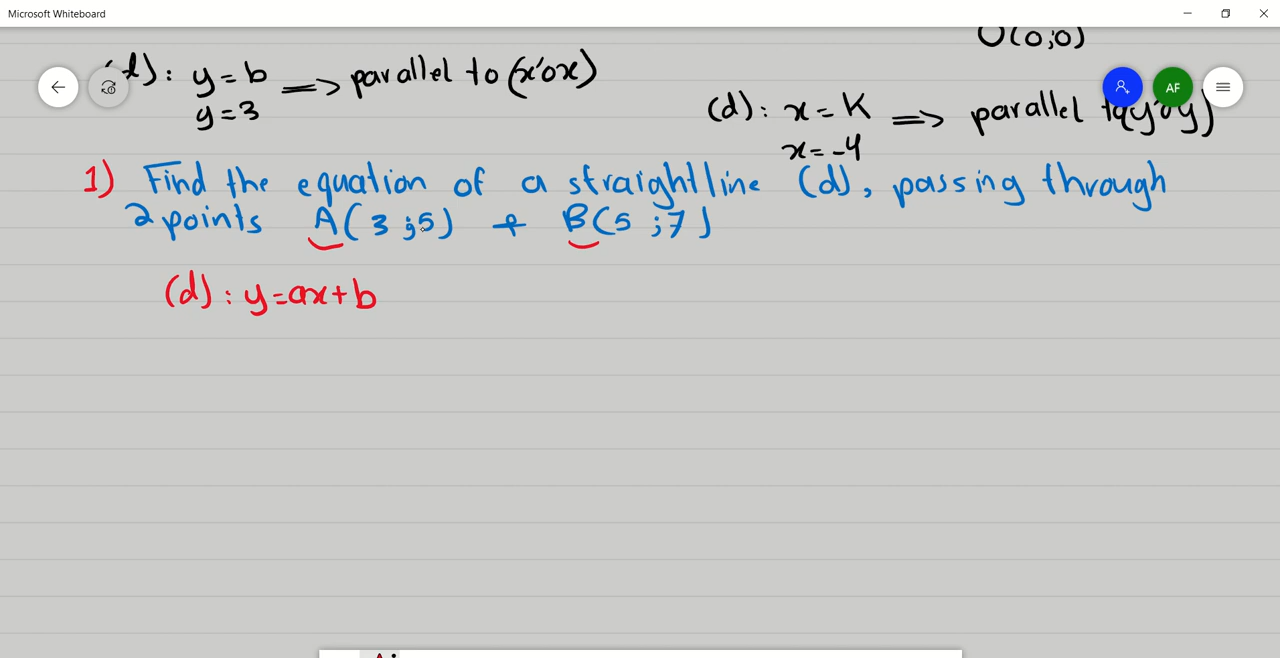 Microsoft Whiteboard
O(0;0)
(d): y=b => parallel to (x'ox)
y=3
(d): x=K => parallel to(y'oy)
x=-4
AF
1) Find the equation of a straightline (d), passing through
2 points A(3;5) + B(5;7)
(d): y=ax+b